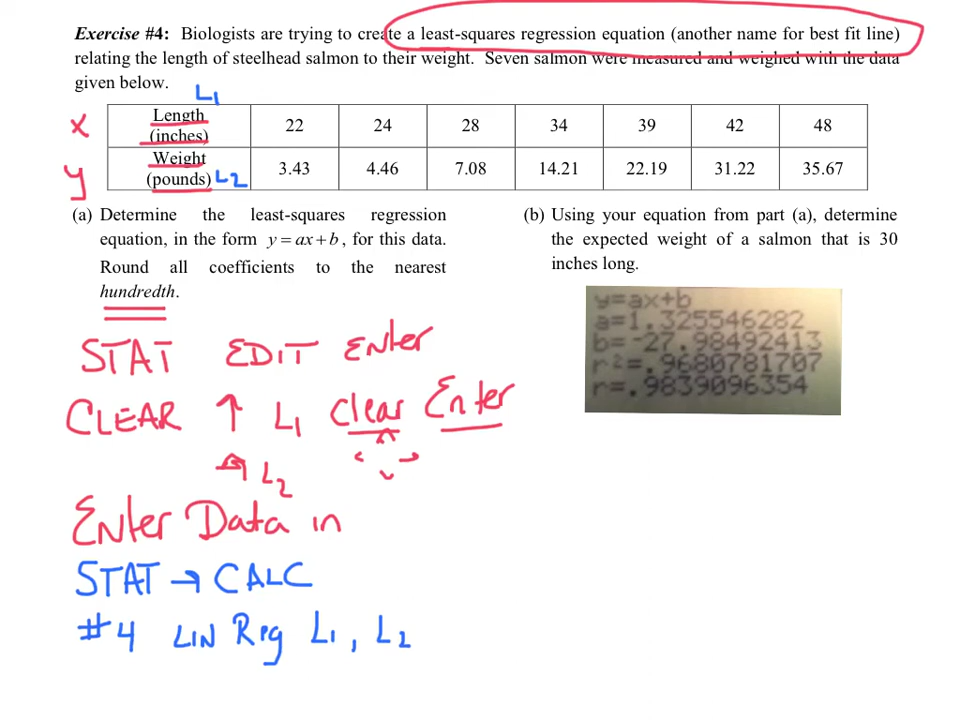 Exercise #4: Biologists are trying to create a least-squares regression equation (another name for best fit line)
relating the length of steelhead salmon to their weight. Seven salmon were measured and weighed with the data
given below.
L1
X Length (inches) 22 24 28 34 39 42 48
y Weight (pounds) L2 3.43 4.46 7.08 14.21 22.19 31.22 35.67
(a) Determine the least-squares regression
equation, in the form y = ax + b, for this data.
Round all coefficients to the nearest
hundredth.
(b) Using your equation from part (a), determine
the expected weight of a salmon that is 30
inches long.
y=ax+b
a=1.325546282
b=-27.98492413
r²=.9680781707
r=.9839096354
STAT EDIT Enter
CLEAR ↑ L1 Clear Enter
L2
Enter Data in
STAT → CALC
#4 LIN Reg L1, L2